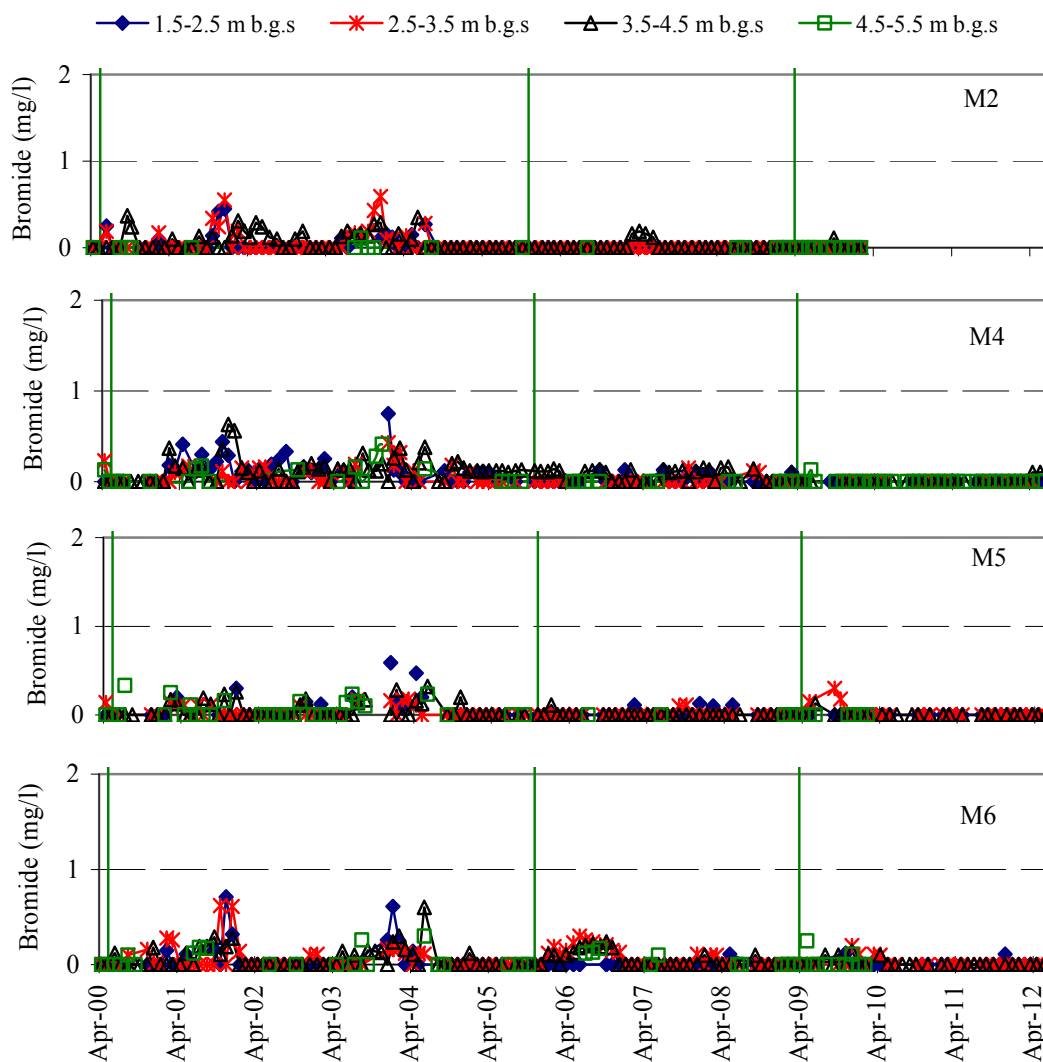 1.5-2.5 m b.g.s 2.5-3.5 m b.g.s 3.5-4.5 m b.g.s 4.5-5.5 m b.g.s
Bromide (mg/l)
2
1
0
M2
Bromide (mg/l)
2
1
0
M4
Bromide (mg/l)
2
1
0
M5
Bromide (mg/l)
2
1
0
M6
Apr-00 Apr-01 Apr-02 Apr-03 Apr-04 Apr-05 Apr-06 Apr-07 Apr-08 Apr-09 Apr-10 Apr-11 Apr-12